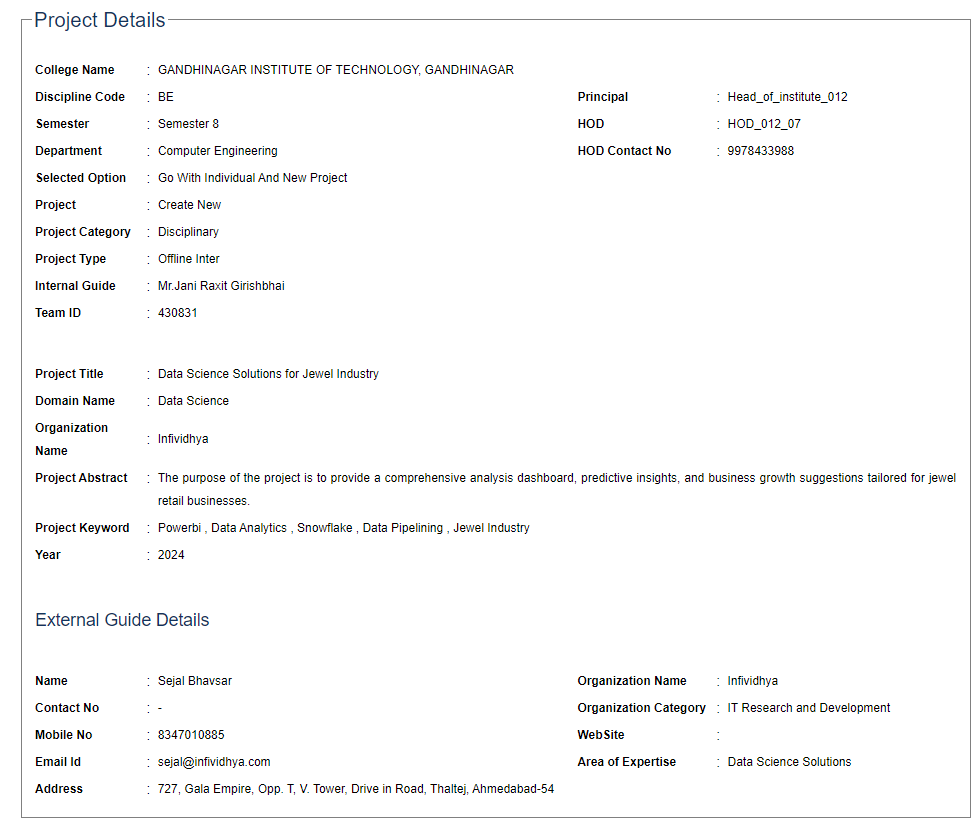 Project Details
College Name : GANDHINAGAR INSTITUTE OF TECHNOLOGY, GANDHINAGAR
Discipline Code : BE Principal : Head_of_institute_012
Semester : Semester 8 HOD : HOD_012_07
Department : Computer Engineering HOD Contact No : 9978433988
Selected Option : Go With Individual And New Project
Project : Create New
Project Category : Disciplinary
Project Type : Offline Inter
Internal Guide : Mr.Jani Raxit Girishbhai
Team ID : 430831
Project Title : Data Science Solutions for Jewel Industry
Domain Name : Data Science
Organization
Name : Infividhya
Project Abstract : The purpose of the project is to provide a comprehensive analysis dashboard, predictive insights, and business growth suggestions tailored for jewel
retail businesses.
Project Keyword : Powerbi , Data Analytics , Snowflake , Data Pipelining , Jewel Industry
Year : 2024
External Guide Details
Name : Sejal Bhavsar Organization Name : Infividhya
Contact No : - Organization Category : IT Research and Development
Mobile No : 8347010885 WebSite :
Email Id : sejal@infividhya.com Area of Expertise : Data Science Solutions
Address : 727, Gala Empire, Opp. T, V. Tower, Drive in Road, Thaltej, Ahmedabad-54